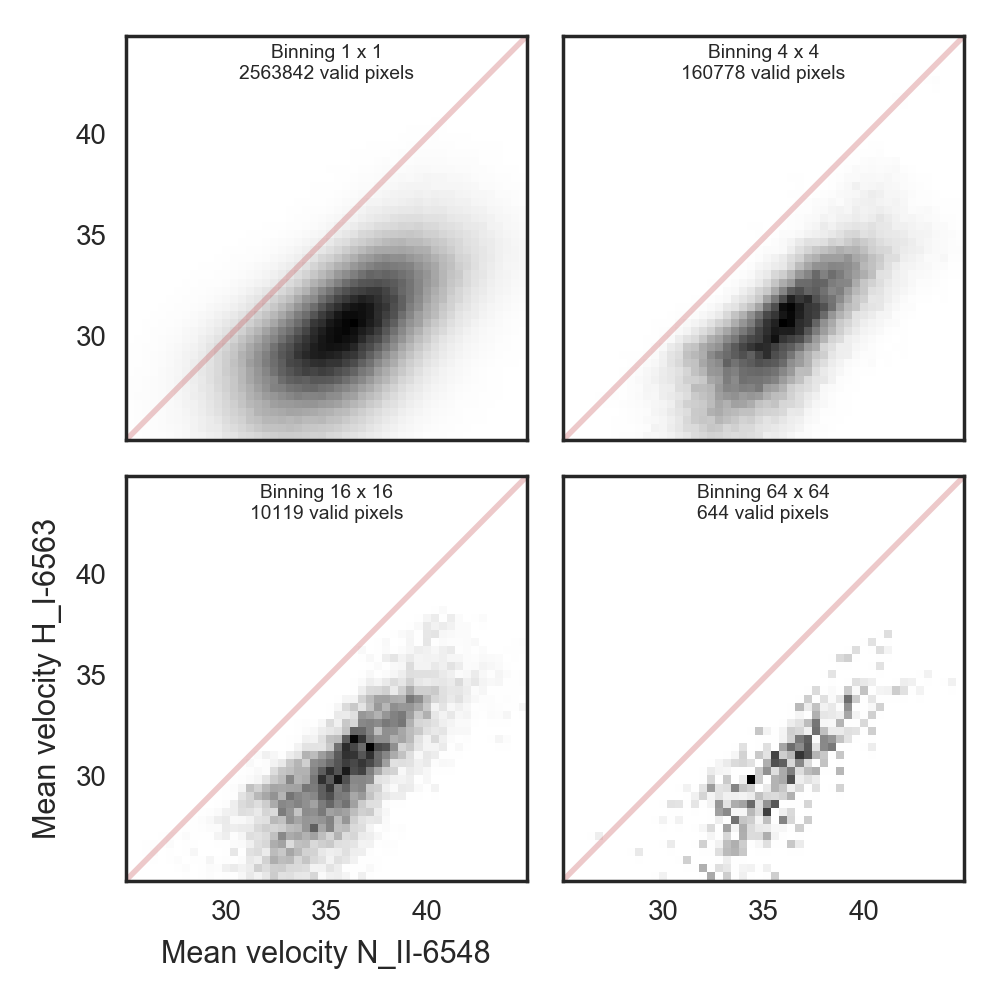 Binning 1 x 1
2563842 valid pixels
Binning 4 x 4
160778 valid pixels
40
35
30
Binning 16 x 16
10119 valid pixels
Binning 64 x 64
644 valid pixels
40
35
30
Mean velocity H_I-6563
30 35 40
30 35 40
Mean velocity N_II-6548